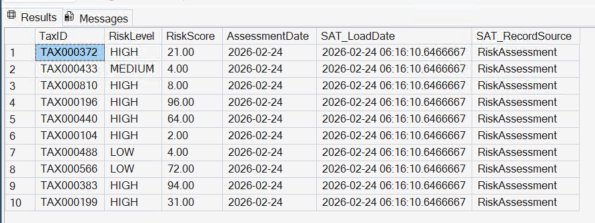 Results Messages
TaxID RiskLevel RiskScore AssessmentDate SAT_LoadDate SAT_RecordSource
1 TAX000372 HIGH 21.00 2026-02-24 2026-02-24 06:16:10.6466667 RiskAssessment
2 TAX000433 MEDIUM 4.00 2026-02-24 2026-02-24 06:16:10.6466667 RiskAssessment
3 TAX000810 HIGH 8.00 2026-02-24 2026-02-24 06:16:10.6466667 RiskAssessment
4 TAX000196 HIGH 96.00 2026-02-24 2026-02-24 06:16:10.6466667 RiskAssessment
5 TAX000440 HIGH 64.00 2026-02-24 2026-02-24 06:16:10.6466667 RiskAssessment
6 TAX000104 HIGH 2.00 2026-02-24 2026-02-24 06:16:10.6466667 RiskAssessment
7 TAX000488 LOW 4.00 2026-02-24 2026-02-24 06:16:10.6466667 RiskAssessment
8 TAX000566 LOW 72.00 2026-02-24 2026-02-24 06:16:10.6466667 RiskAssessment
9 TAX000383 HIGH 94.00 2026-02-24 2026-02-24 06:16:10.6466667 RiskAssessment
10 TAX000199 HIGH 31.00 2026-02-24 2026-02-24 06:16:10.6466667 RiskAssessment